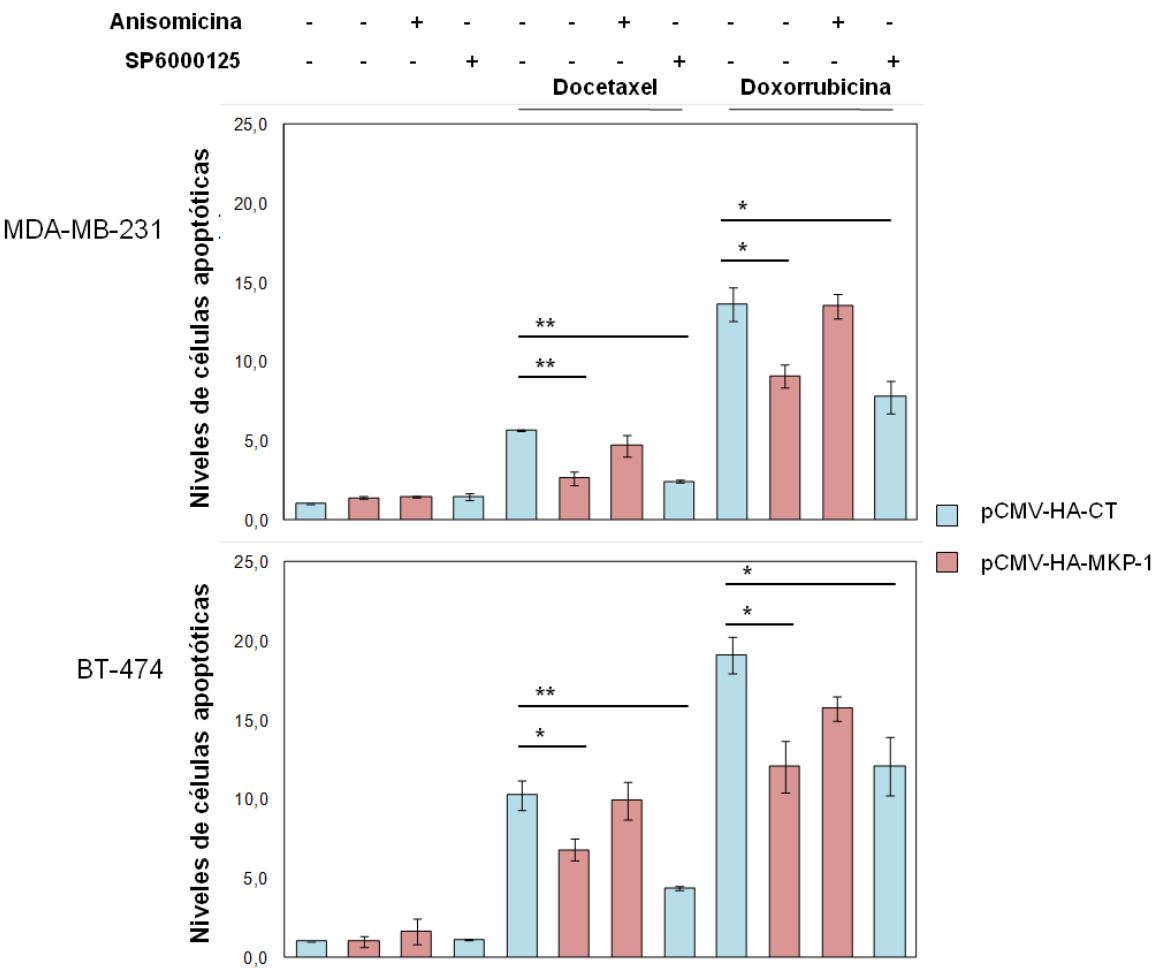 Anisomicina - - + - - - + - - - + -
SP6000125 - - - + - - - + - - - +
Docetaxel Doxorrubicina
MDA-MB-231
Niveles de células apoptóticas
25,0
20,0
15,0
10,0
5,0
0,0
*
*
**
**
pCMV-HA-CT
pCMV-HA-MKP-1
BT-474
Niveles de células apoptóticas
25,0
20,0
15,0
10,0
5,0
0,0
*
*
**
*